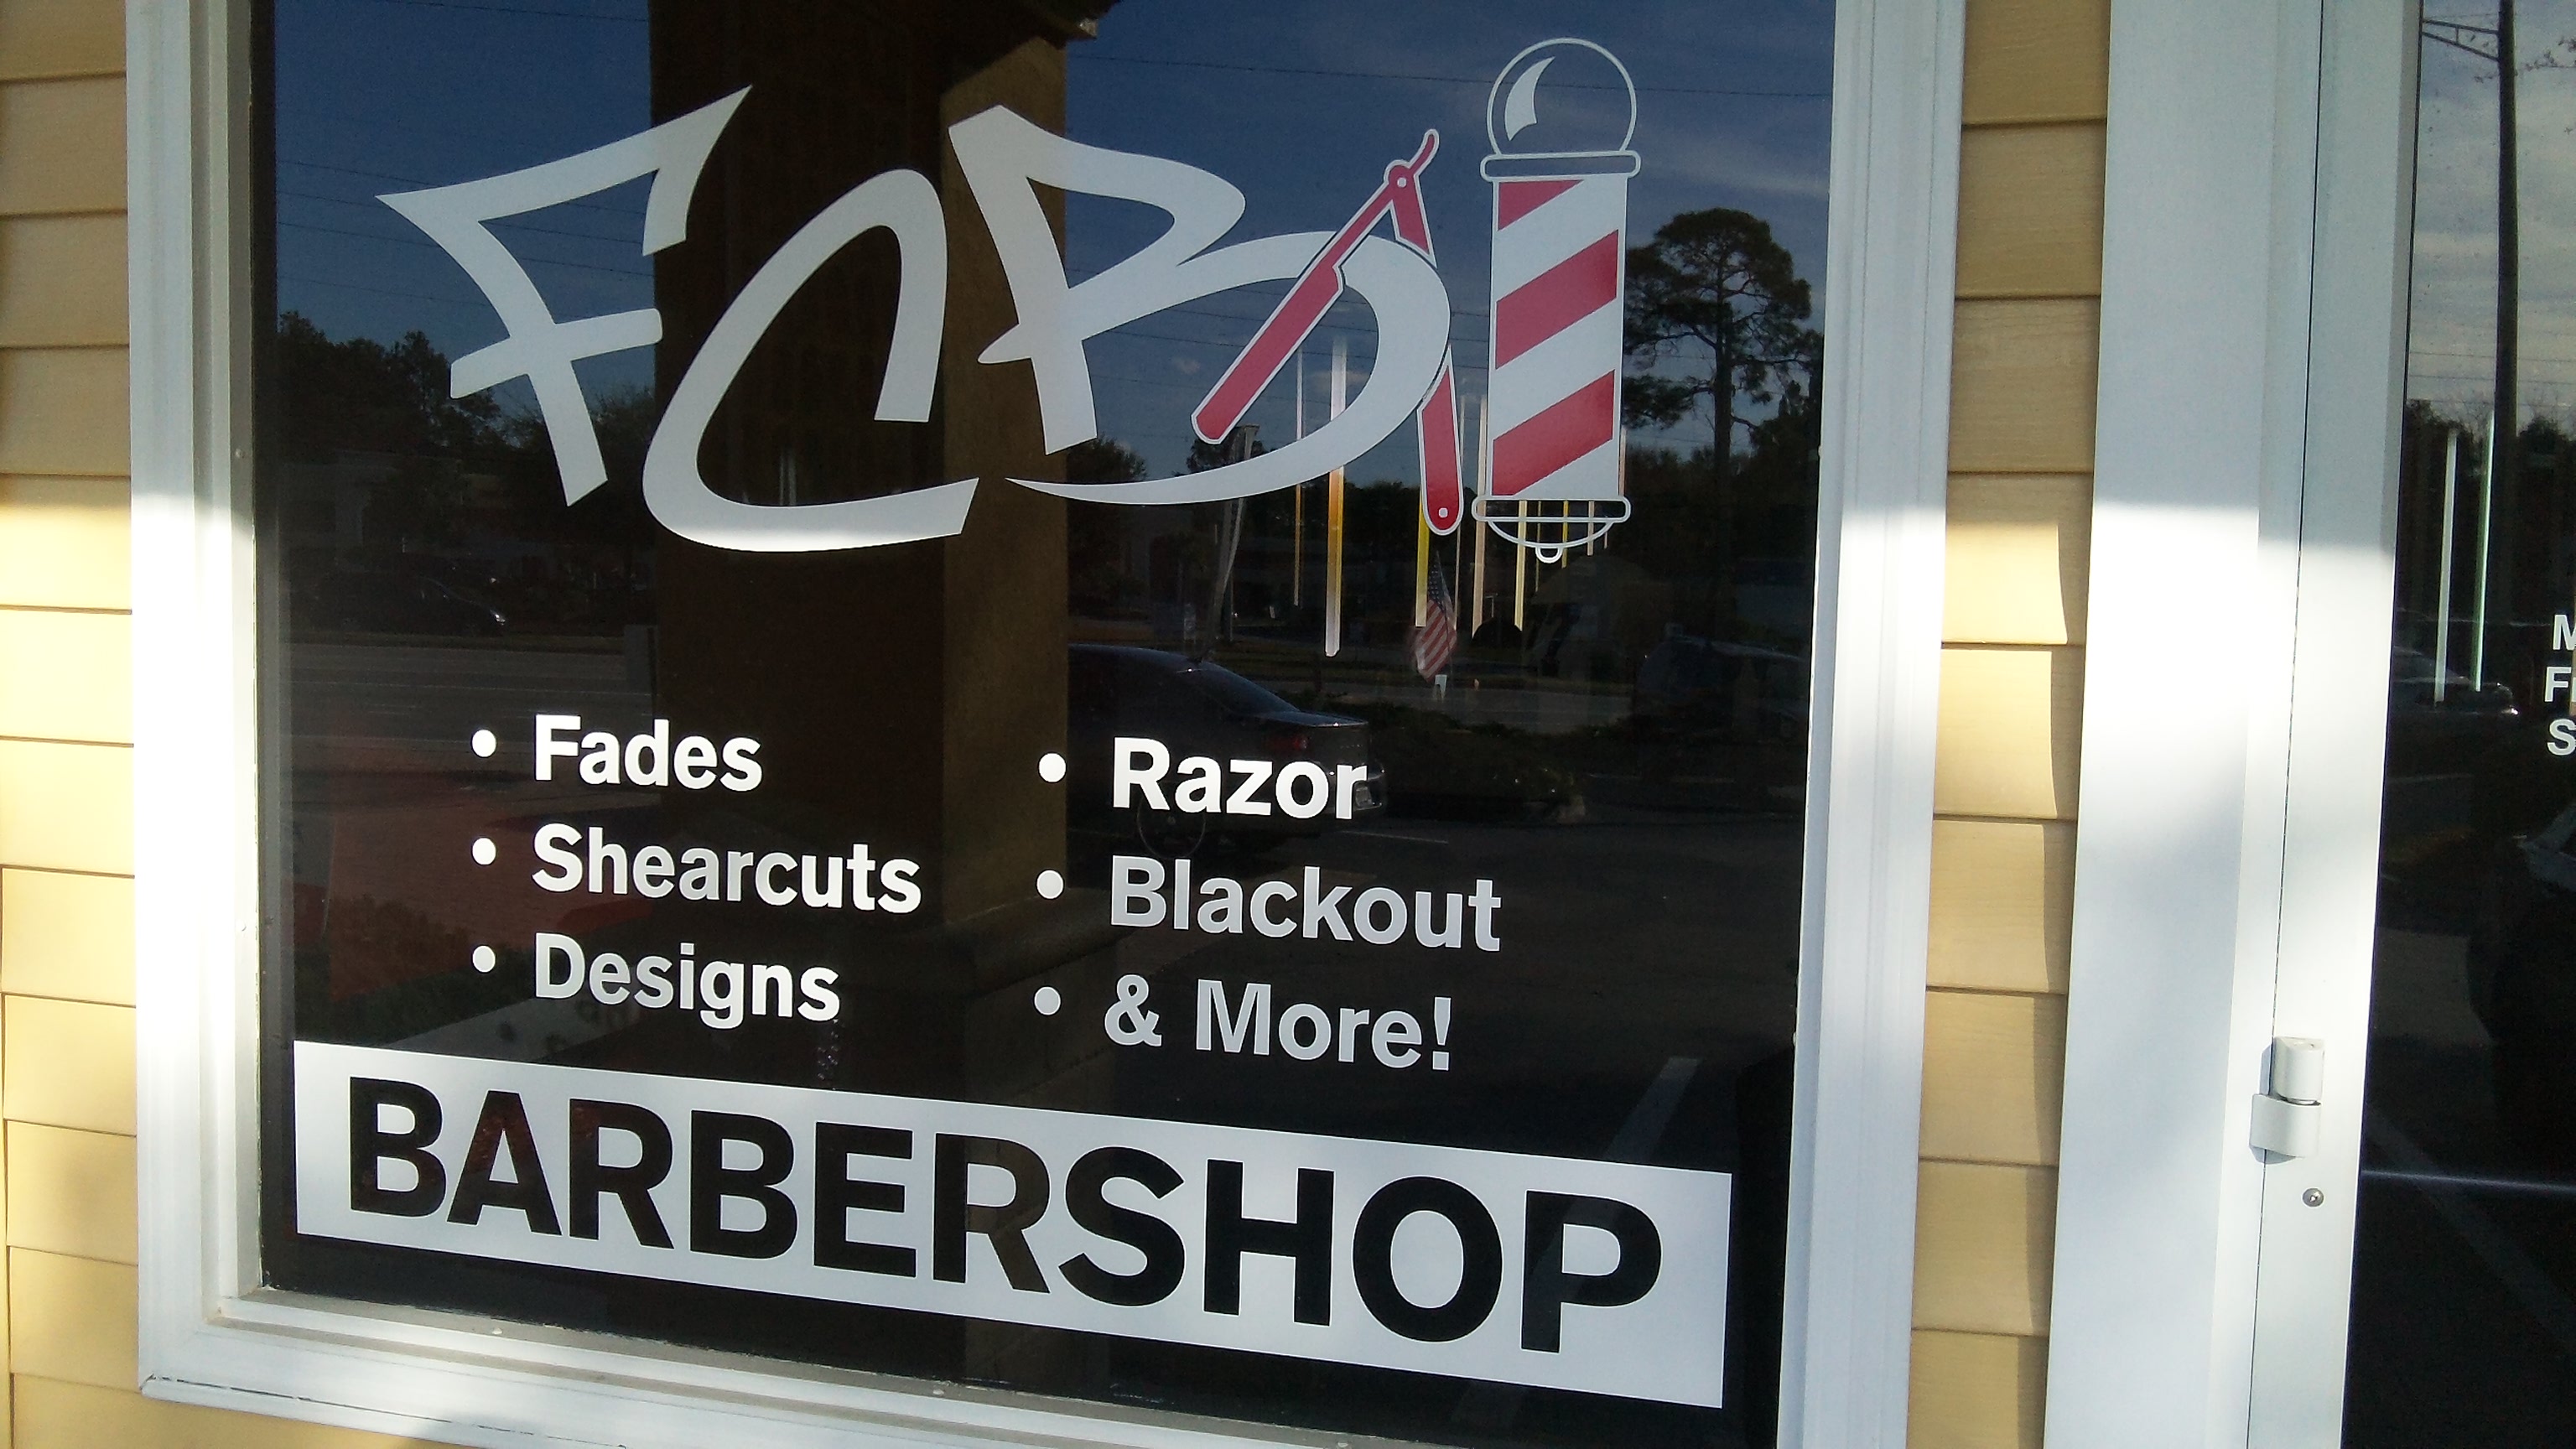 FCB
• Fades
• Shearcuts
• Designs
• Razor
• Blackout
• & More!
BARBERSHOP